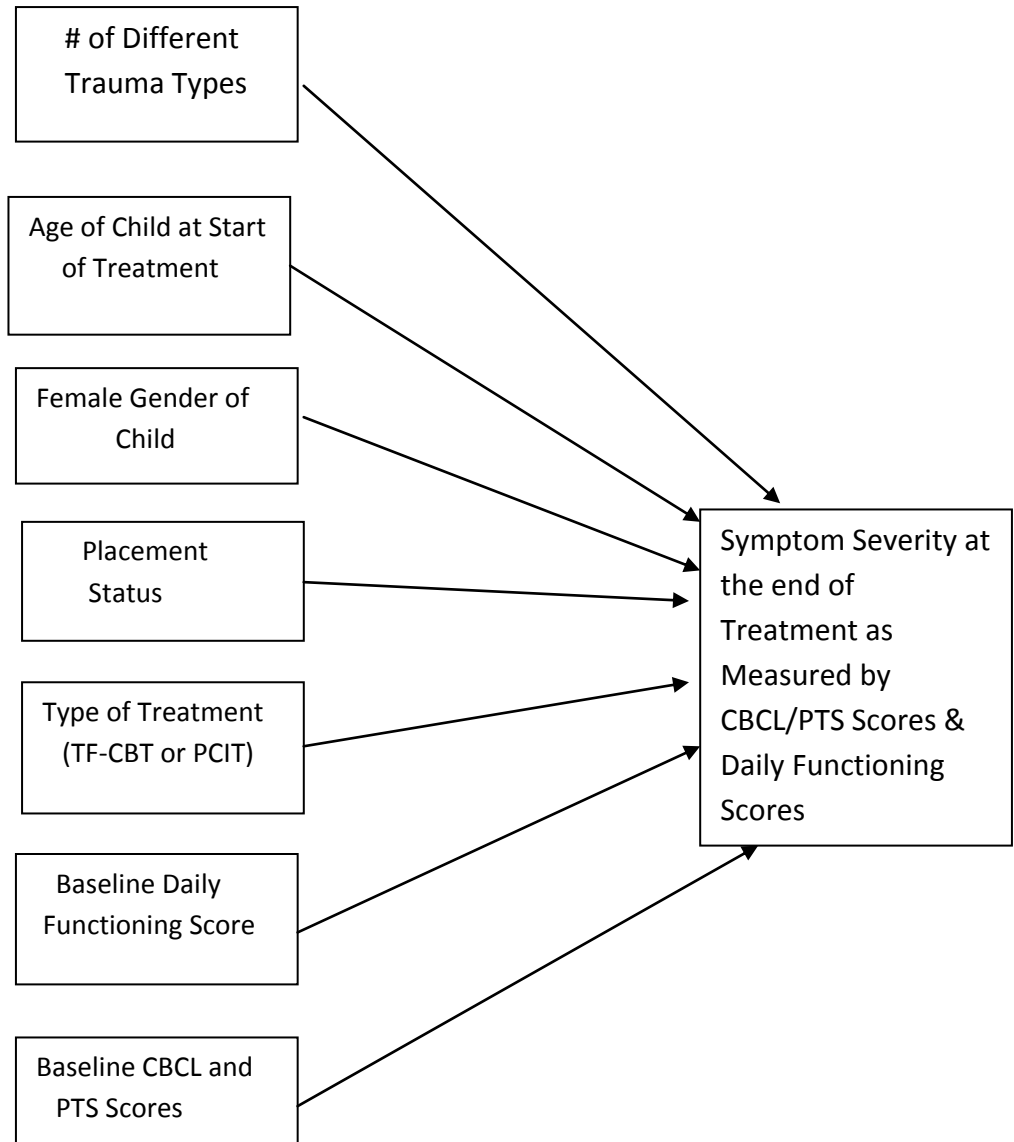 # of Different
Trauma Types
Age of Child at Start
of Treatment
Female Gender of
Child
Placement
Status
Type of Treatment
(TF-CBT or PCIT)
Baseline Daily
Functioning Score
Baseline CBCL and
PTS Scores
Symptom Severity at
the end of
Treatment as
Measured by
CBCL/PTS Scores &
Daily Functioning
Scores